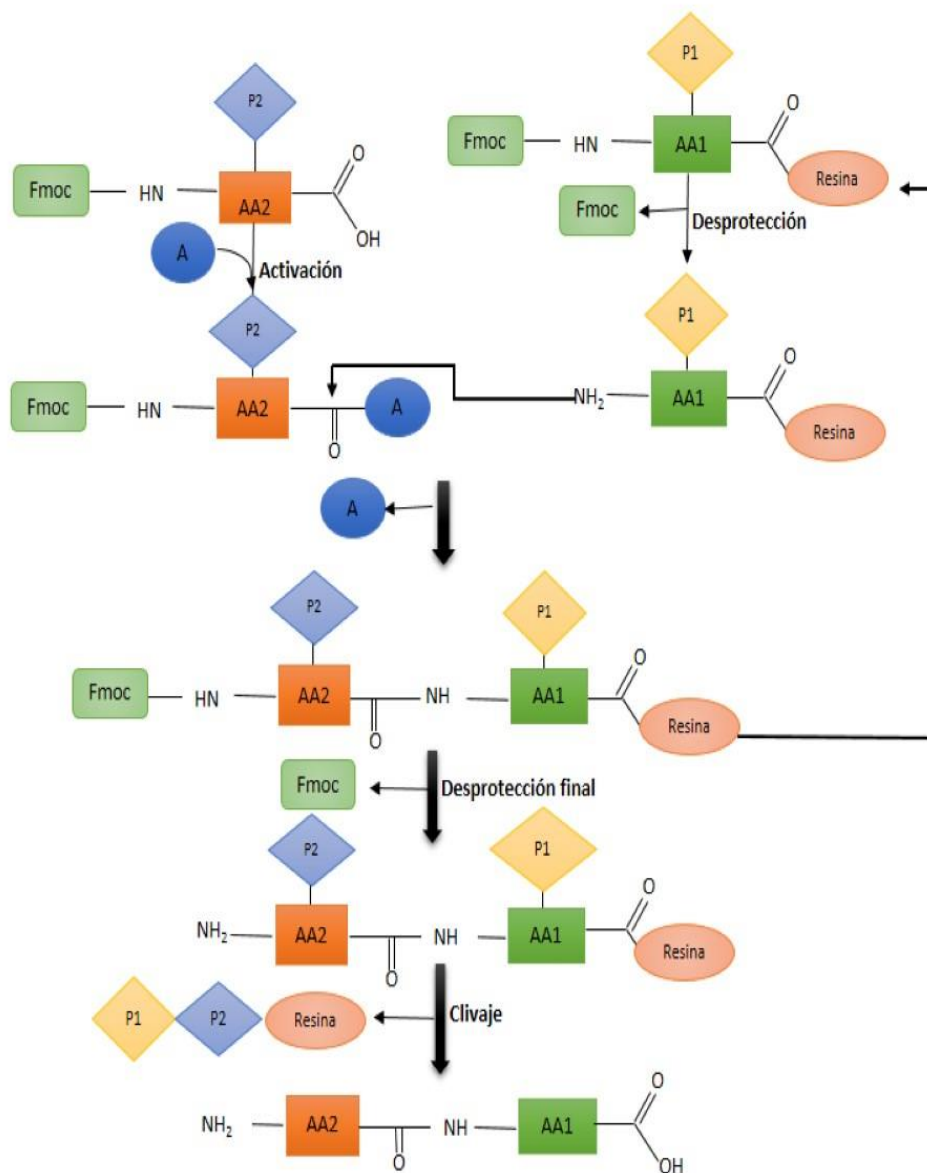 P1
P2
O
Fmoc
HN
AA1
Resina
O
Fmoc
HN
AA2
OH
Fmoc
Desprotección
A
Activación
P2
P1
O
Fmoc
HN
AA2
A
O
NH2
AA1
Resina
A
P2
P1
O
Fmoc
HN
AA2
O
NH
AA1
Resina
Fmoc
Desprotección final
P2
P1
O
NH2
AA2
O
NH
AA1
Resina
P1
P2
Resina
Clivaje
O
NH2
AA2
O
NH
AA1
OH